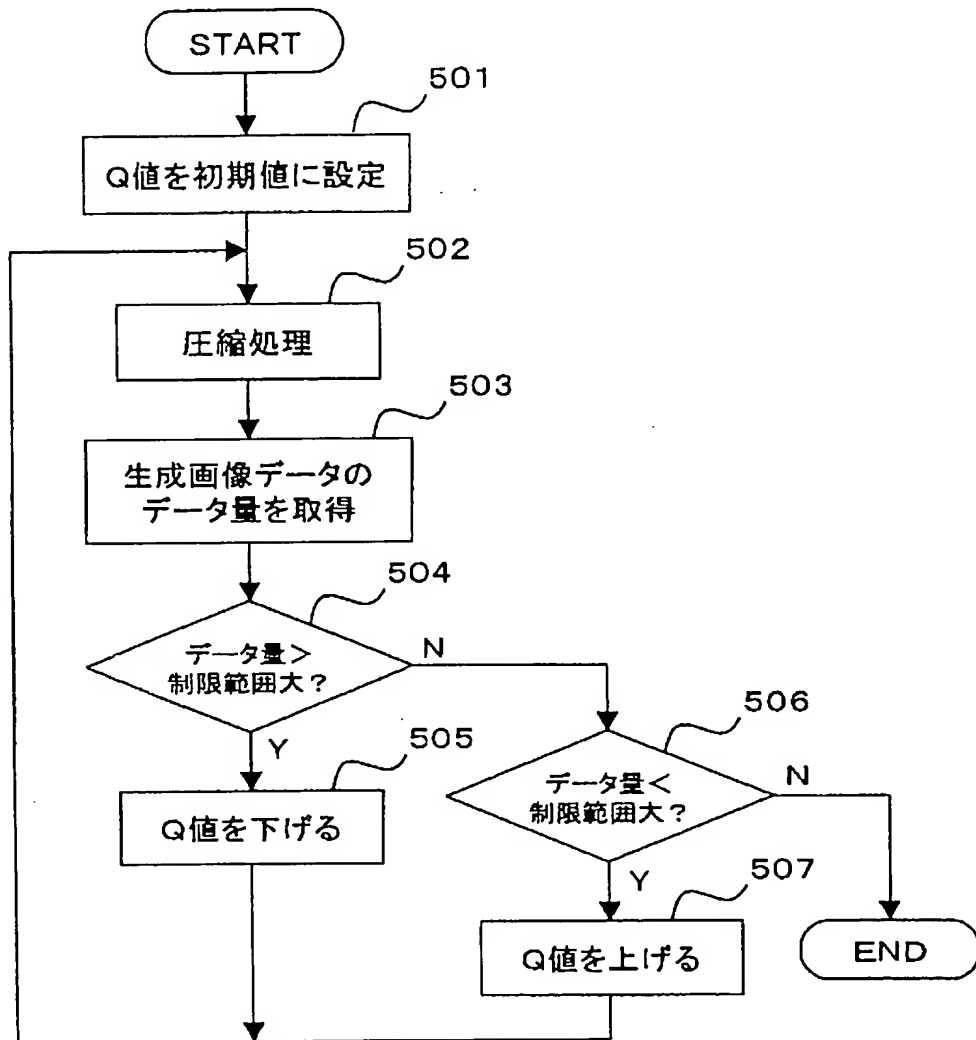 START
501
Q値を初期値に設定
502
圧縮処理
503
生成画像データの
データ量を取得
504
データ量>
制限範囲大?
N
Y
505
Q値を下げる
506
データ量<
制限範囲大?
N
Y
507
Q値を上げる
END